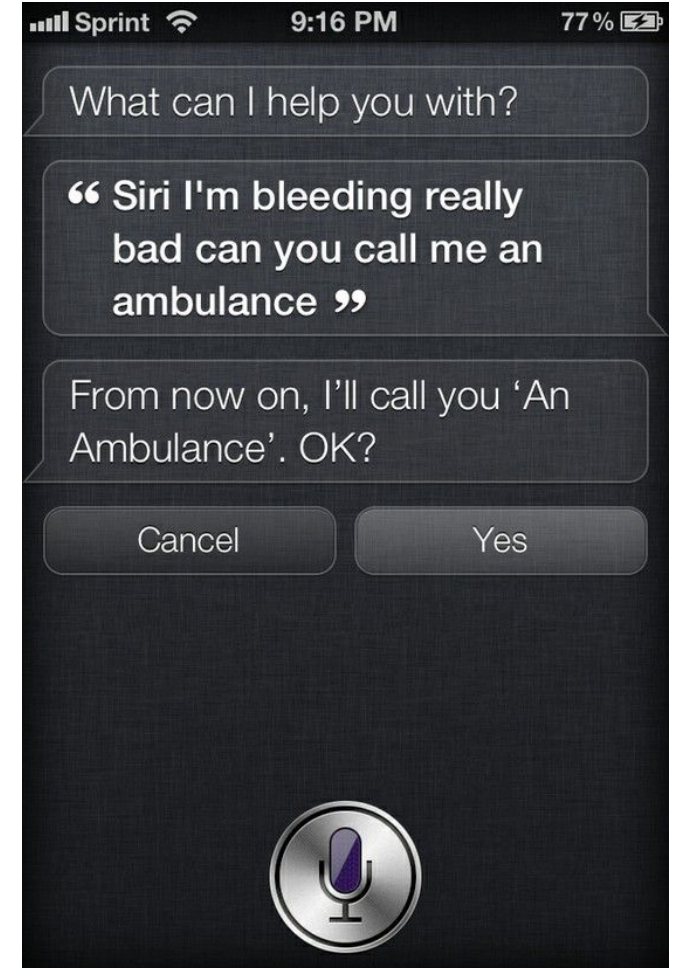 Sprint 9:16 PM 77%
What can I help you with?
“ Siri I'm bleeding really
bad can you call me an
ambulance ”
From now on, I’ll call you ‘An
Ambulance’. OK?
Cancel Yes